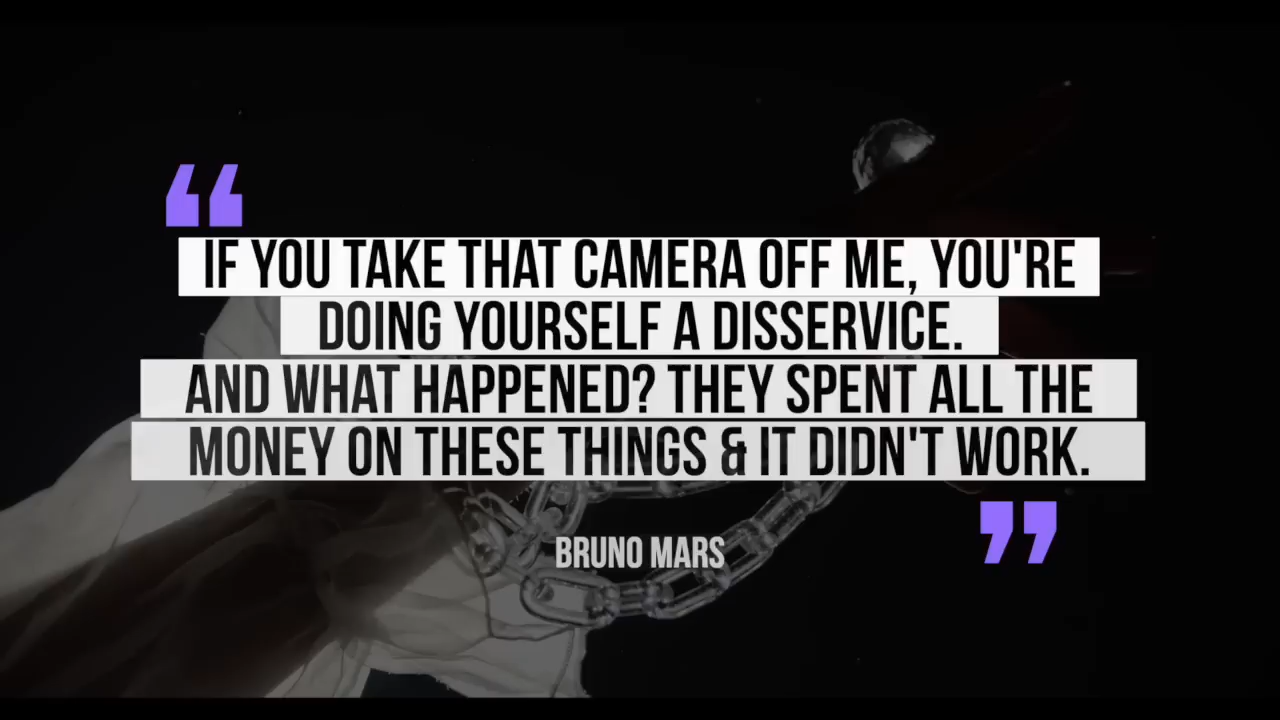 “
IF YOU TAKE THAT CAMERA OFF ME, YOU'RE
DOING YOURSELF A DISSERVICE.
AND WHAT HAPPENED? THEY SPENT ALL THE
MONEY ON THESE THINGS & IT DIDN'T WORK.
”
BRUNO MARS